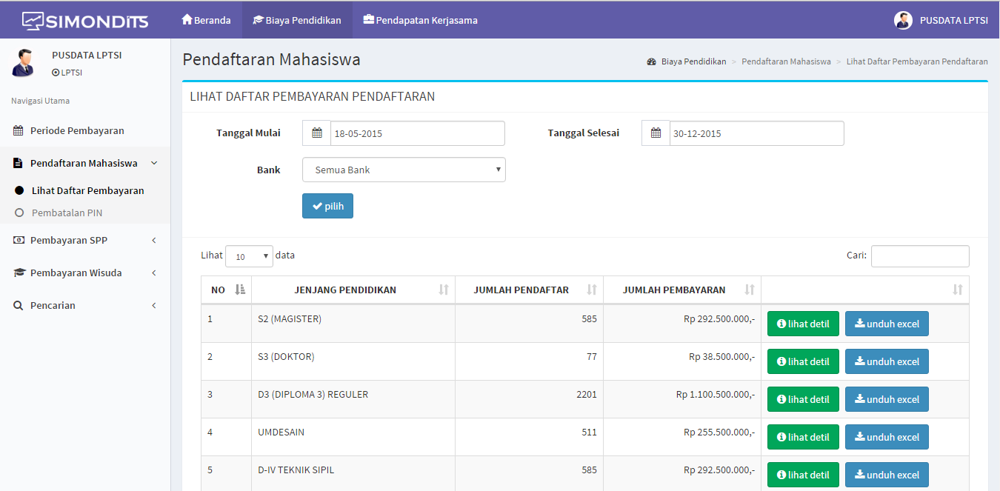 SIMONDITS
Beranda
Biaya Pendidikan
Pendapatan Kerjasama
PUSDATA LPTSI
PUSDATA LPTSI
LPTSI
Navigasi Utama
Periode Pembayaran
Pendaftaran Mahasiswa
Lihat Daftar Pembayaran
Pembatalan PIN
Pembayaran SPP
Pembayaran Wisuda
Pencarian
Pendaftaran Mahasiswa
Biaya Pendidikan > Pendaftaran Mahasiswa > Lihat Daftar Pembayaran Pendaftaran
LIHAT DAFTAR PEMBAYARAN PENDAFTARAN
Tanggal Mulai 18-05-2015 Tanggal Selesai 30-12-2015
Bank Semua Bank
pilih
Lihat 10 data Cari:
NO JENJANG PENDIDIKAN JUMLAH PENDAFTAR JUMLAH PEMBAYARAN
1 S2 (MAGISTER) 585 Rp 292.500.000,- lihat detil unduh excel
2 S3 (DOKTOR) 77 Rp 38.500.000,- lihat detil unduh excel
3 D3 (DIPLOMA 3) REGULER 2201 Rp 1.100.500.000,- lihat detil unduh excel
4 UMDESAIN 511 Rp 255.500.000,- lihat detil unduh excel
5 D-IV TEKNIK SIPIL 585 Rp 292.500.000,- lihat detil unduh excel